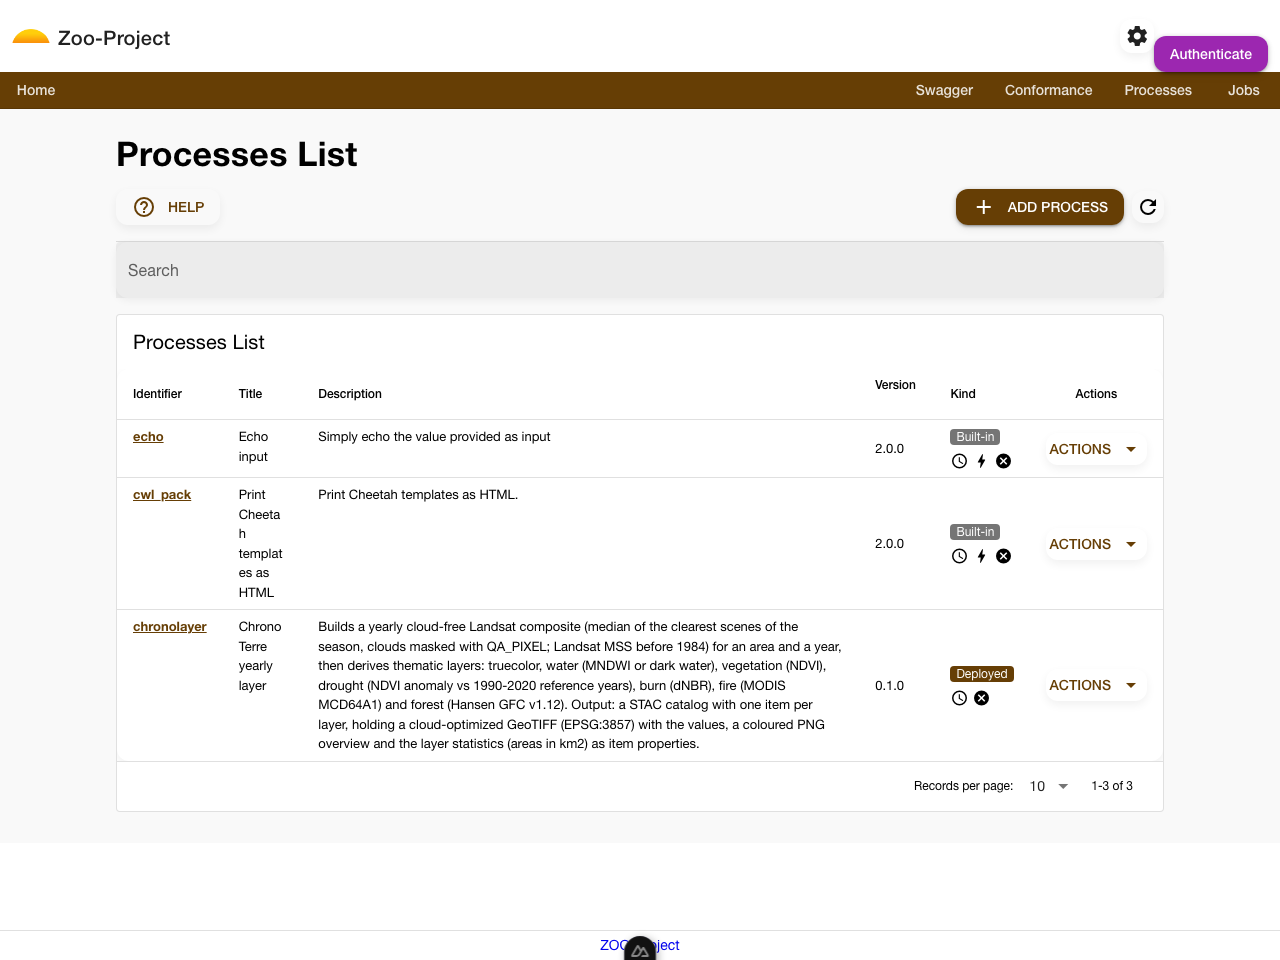 Zoo-Project
Authenticate
Home
Swagger
Conformance
Processes
Jobs
Processes List
HELP
ADD PROCESS
Search
Processes List
Identifier
Title
Description
Version
Kind
Actions
echo
Echo
input
Simply echo the value provided as input
2.0.0
Built-in
ACTIONS
cwl_pack
Print
Cheeta
h
templat
es as
HTML
Print Cheetah templates as HTML.
2.0.0
Built-in
ACTIONS
chronolayer
Chrono
Terre
yearly
layer
Builds a yearly cloud-free Landsat composite (median of the clearest scenes of the
season, clouds masked with QA_PIXEL; Landsat MSS before 1984) for an area and a year,
then derives thematic layers: truecolor, water (MNDWI or dark water), vegetation (NDVI),
drought (NDVI anomaly vs 1990-2020 reference years), burn (dNBR), fire (MODIS
MCD64A1) and forest (Hansen GFC v1.12). Output: a STAC catalog with one item per
layer, holding a cloud-optimized GeoTIFF (EPSG:3857) with the values, a coloured PNG
overview and the layer statistics (areas in km2) as item properties.
0.1.0
Deployed
ACTIONS
Records per page:
10
1-3 of 3